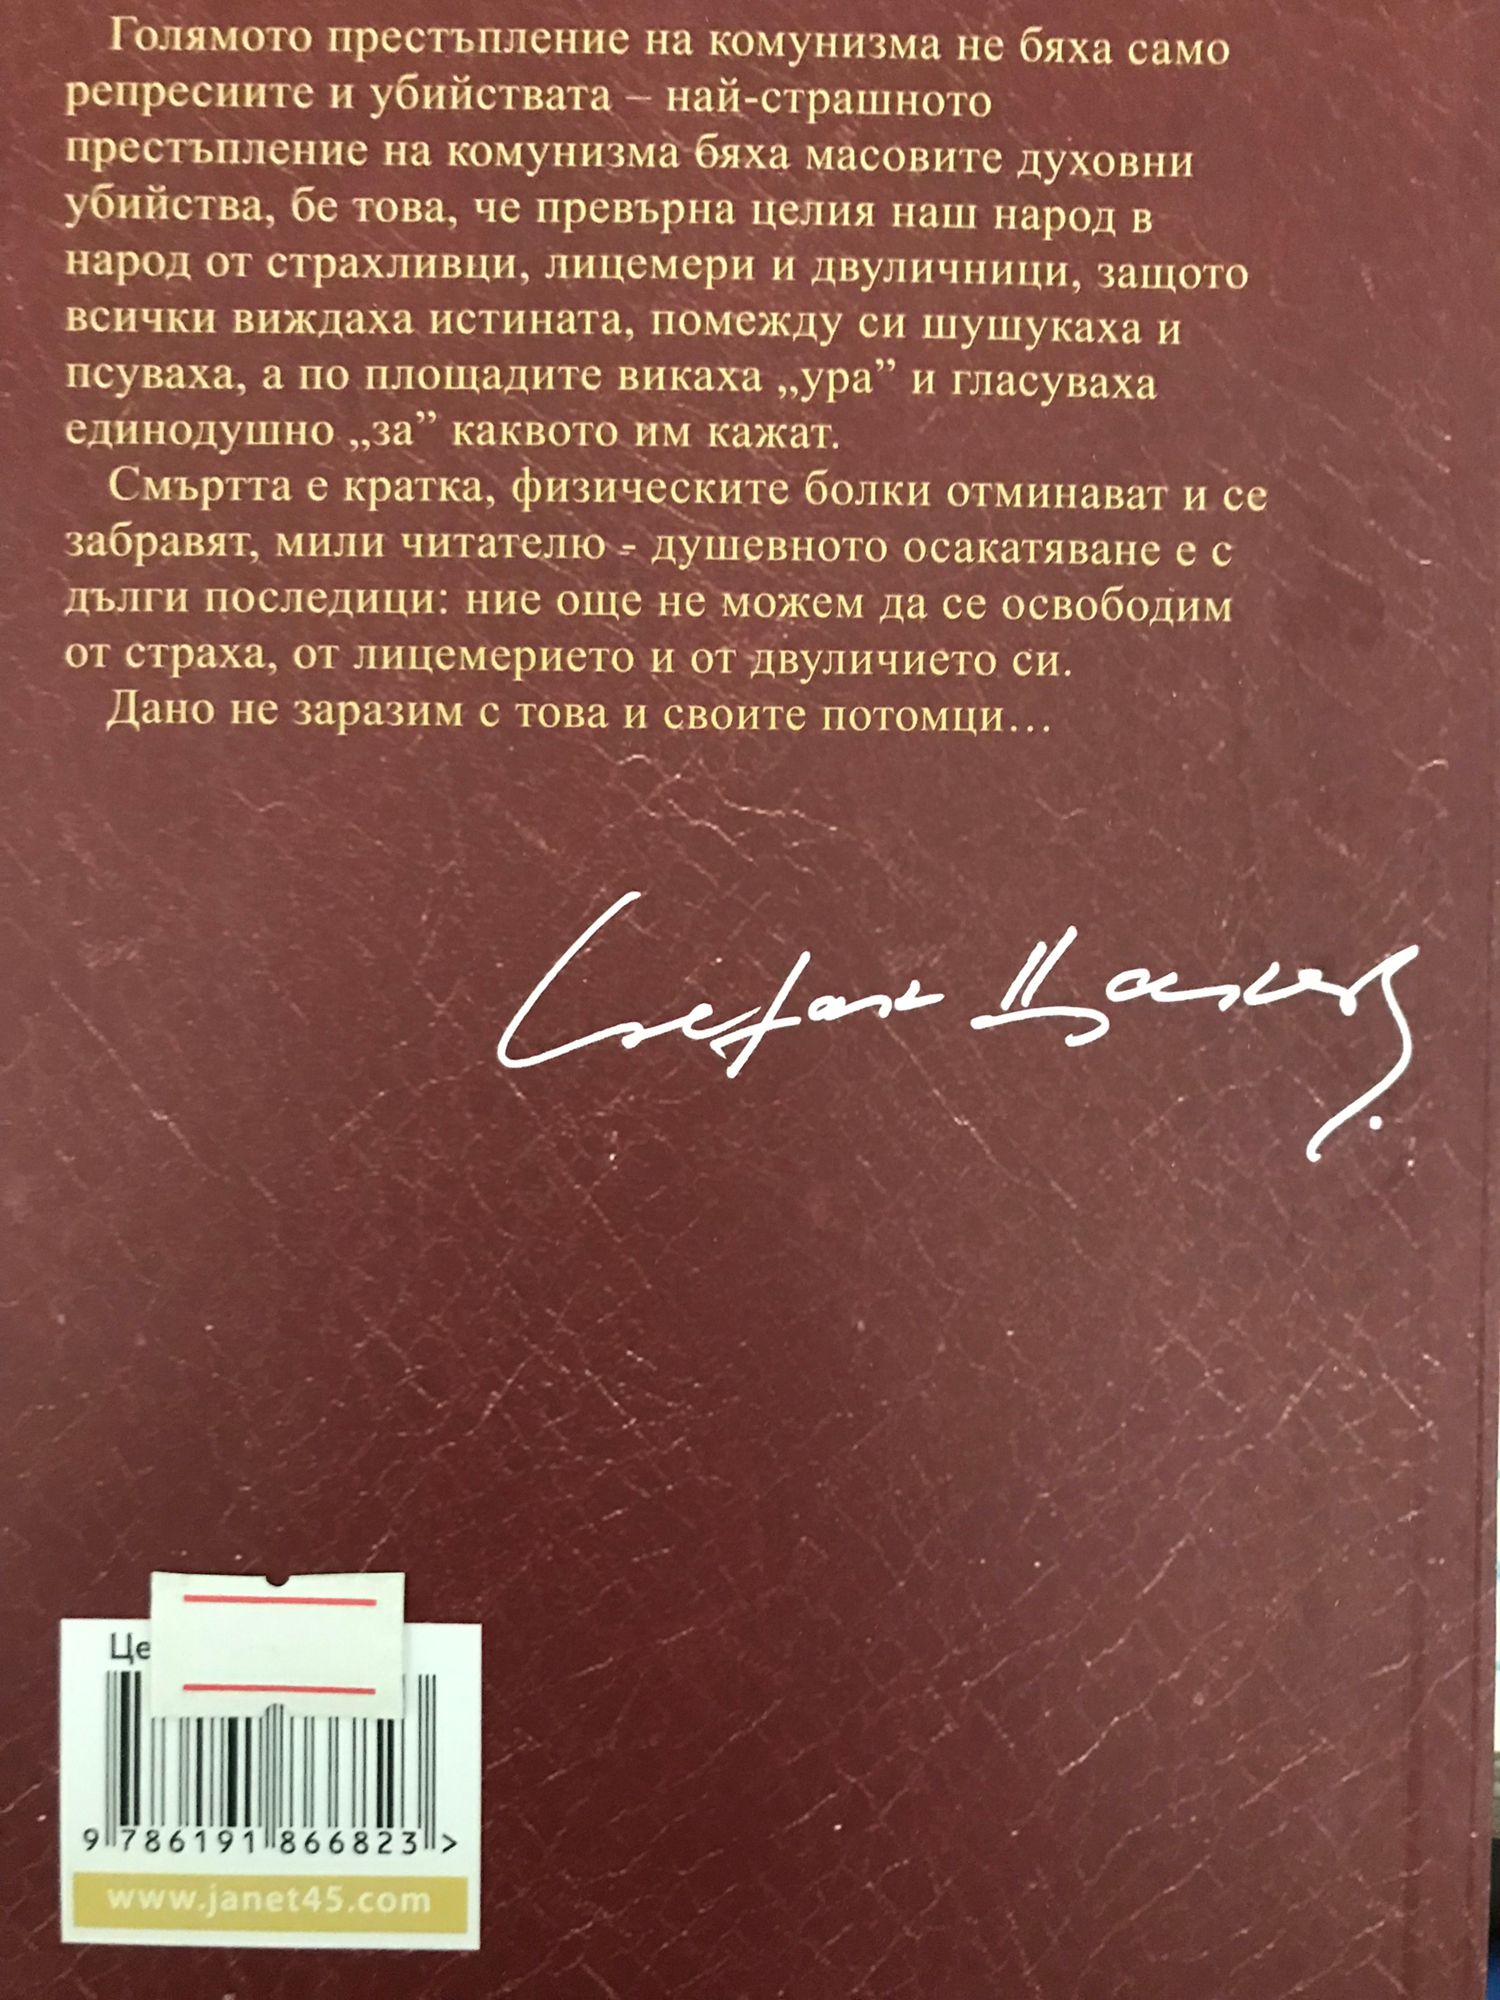 Голямото престъпление на комунизма не бяха само
репресиите и убийствата – най-страшното
престъпление на комунизма бяха масовите духовни
убийства, бе това, че превърна целия наш народ в
народ от страхливци, лицемери и двуличници, защото
всички виждаха истината, помежду си шушукаха и
псуваха, а по площадите викаха „ура” и гласуваха
единодушно „за” каквото им кажат.
Смъртта е кратка, физическите болки отминават и се
забравят, мили читателю - душевното осакатяване е с
дълги последици: ние още не можем да се освободим
от страха, от лицемерието и от двуличието си.
Дано не заразим с това и своите потомци...
Стефан Цанев
Це
9 786191 866823 >
www.janet45.com